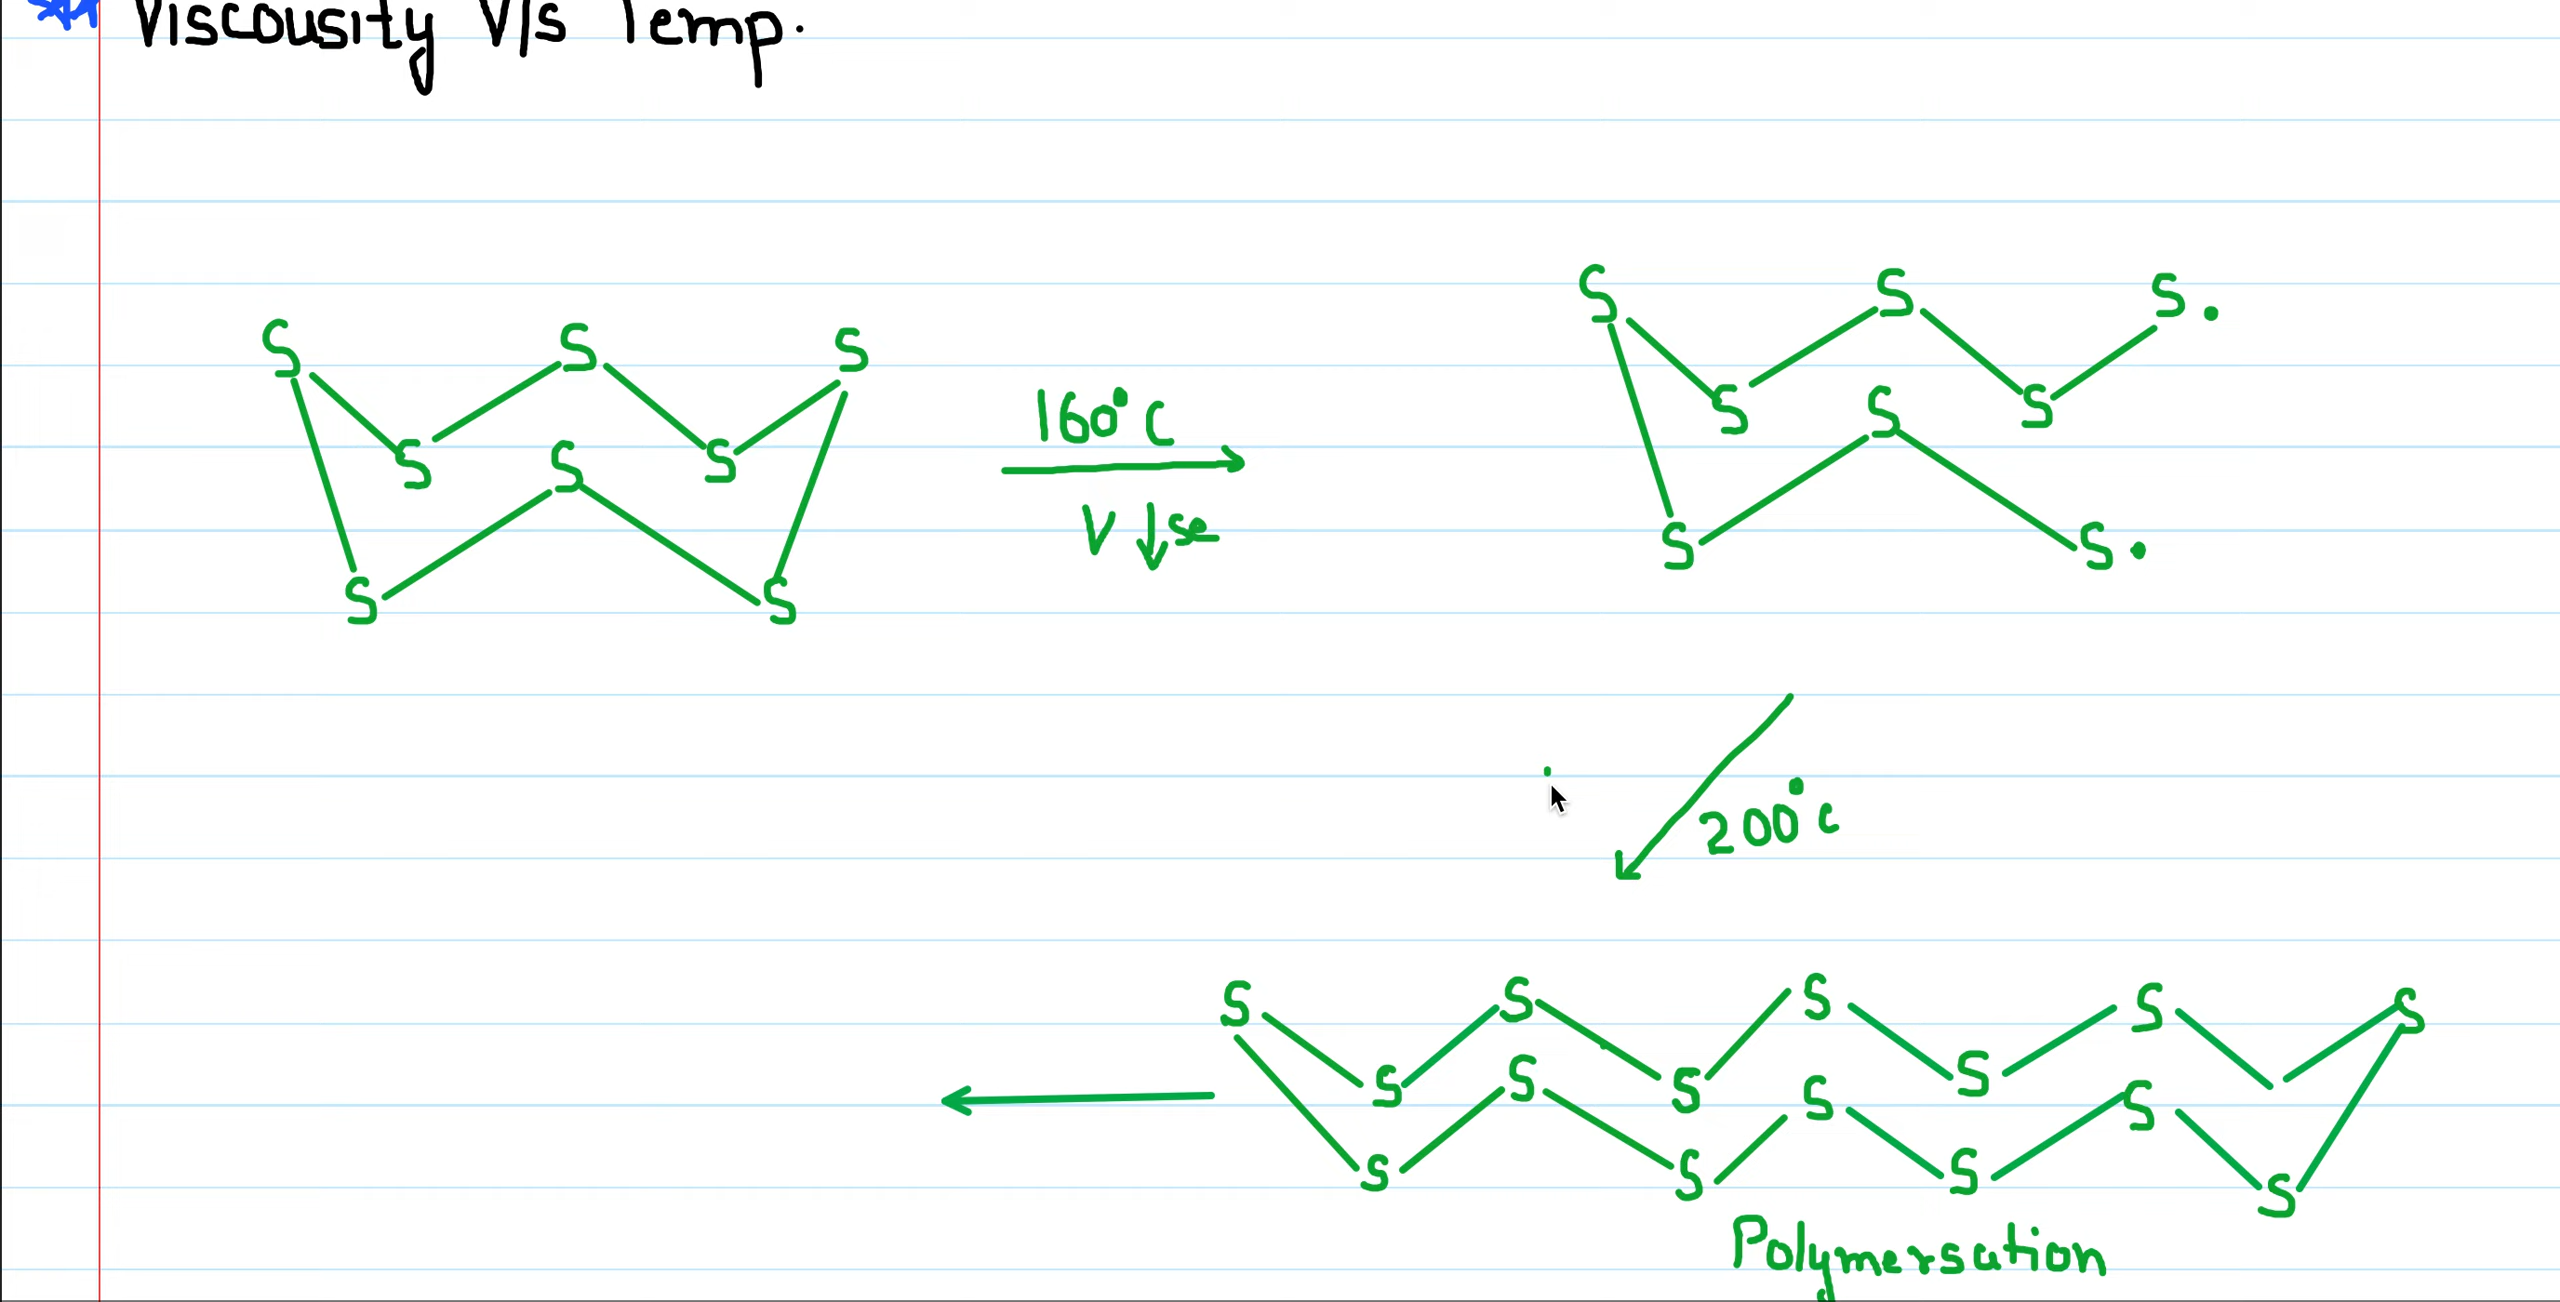 ** Viscousity V/s Temp.
S S S S S.
S S S S S S
S S S S.
160°C
V ↓se
200°C
S S S S S
S S S
S S S
S S S S
Polymersation